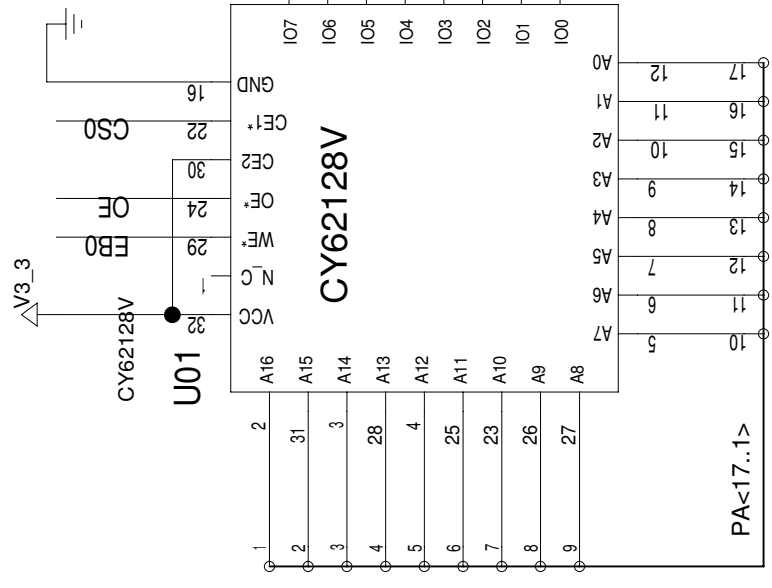 IO7 IO6 IO5 IO4 IO3 IO2 IO1 IO0
16 GND
CS0 22 CE1*
30 CE2
OE 24 OE*
EB0 29 WE*
1 N_C
V3_3 32 VCC
CY62128V
U01
CY62128V
A0 12 17
A1 11 16
A2 10 15
A3 9 14
A4 8 13
A5 7 12
A6 6 11
A7 5 10
A16 A15 A14 A13 A12 A11 A10 A9 A8
2 31 3 28 4 25 23 26 27
1 2 3 4 5 6 7 8 9
PA<17..1>